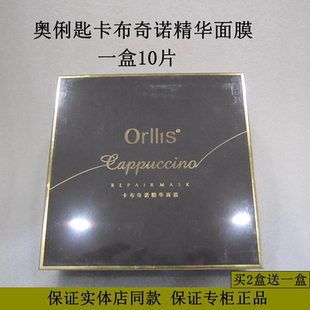 奥俐匙卡布奇诺精华面膜
一盒10片
Orllis
Cappuccino
REPAIR MASK
卡布奇诺精华面膜
买2盒送一盒
保证实体店同款 保证专柜正品